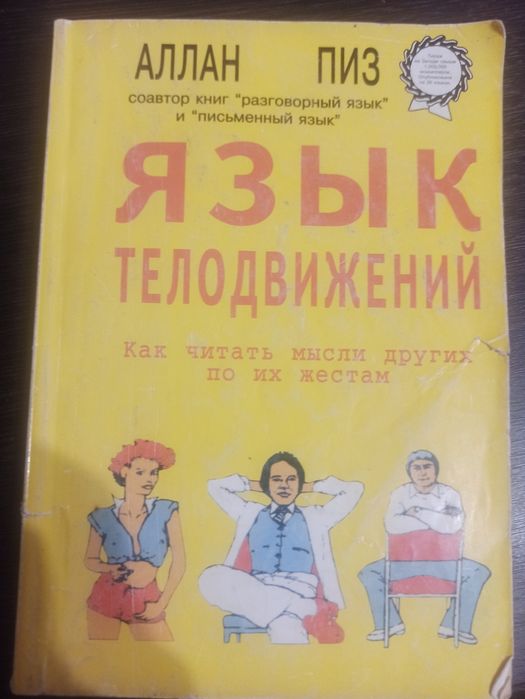 АЛЛАН ПИЗ
соавтор книг "разговорный язык"
и "письменный язык"
ЯЗЫК
ТЕЛОДВИЖЕНИЙ
Как читать мысли других
по их жестам